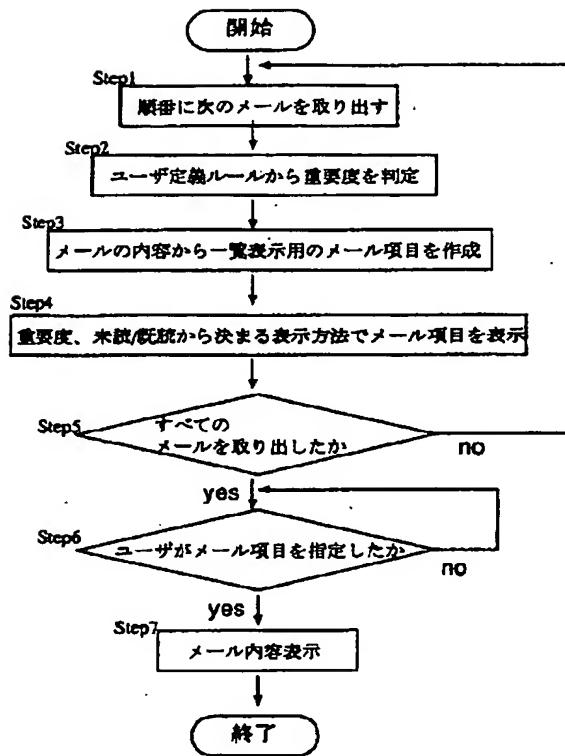 開始
Step1
順番に次のメールを取り出す
Step2
ユーザ定義ルールから重要度を判定
Step3
メールの内容から一覧表示用のメール項目を作成
Step4
重要度、未読/既読から決まる表示方法でメール項目を表示
Step5
すべての
メールを取り出したか
no
yes
Step6
ユーザがメール項目を指定したか
no
yes
Step7
メール内容表示
終了